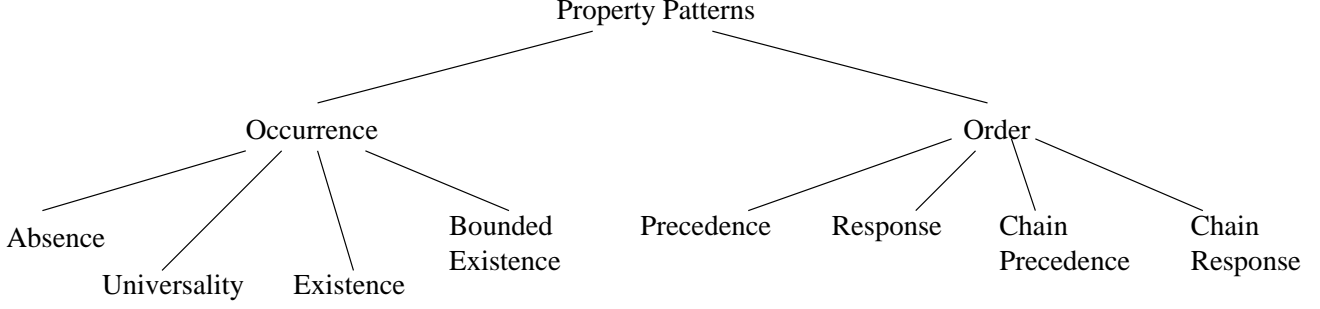 Property Patterns
Occurrence
Order
Absence
Universality
Existence
Bounded
Existence
Precedence
Response
Chain
Precedence
Chain
Response